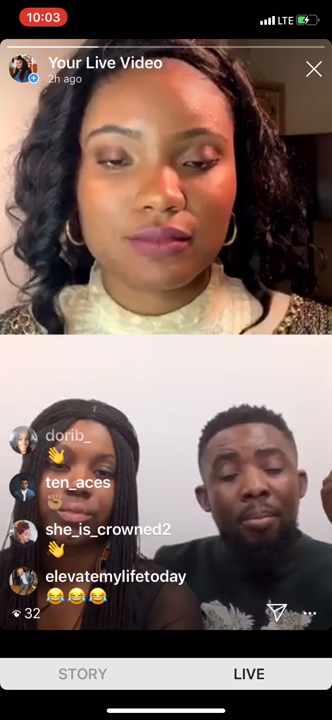 10:03
LTE
Your Live Video
2h ago
dorib_
👋
ten_aces
✊🏽
she_is_crowned2
👋
elevatemylifetoday
😂😂😂
32
STORY
LIVE